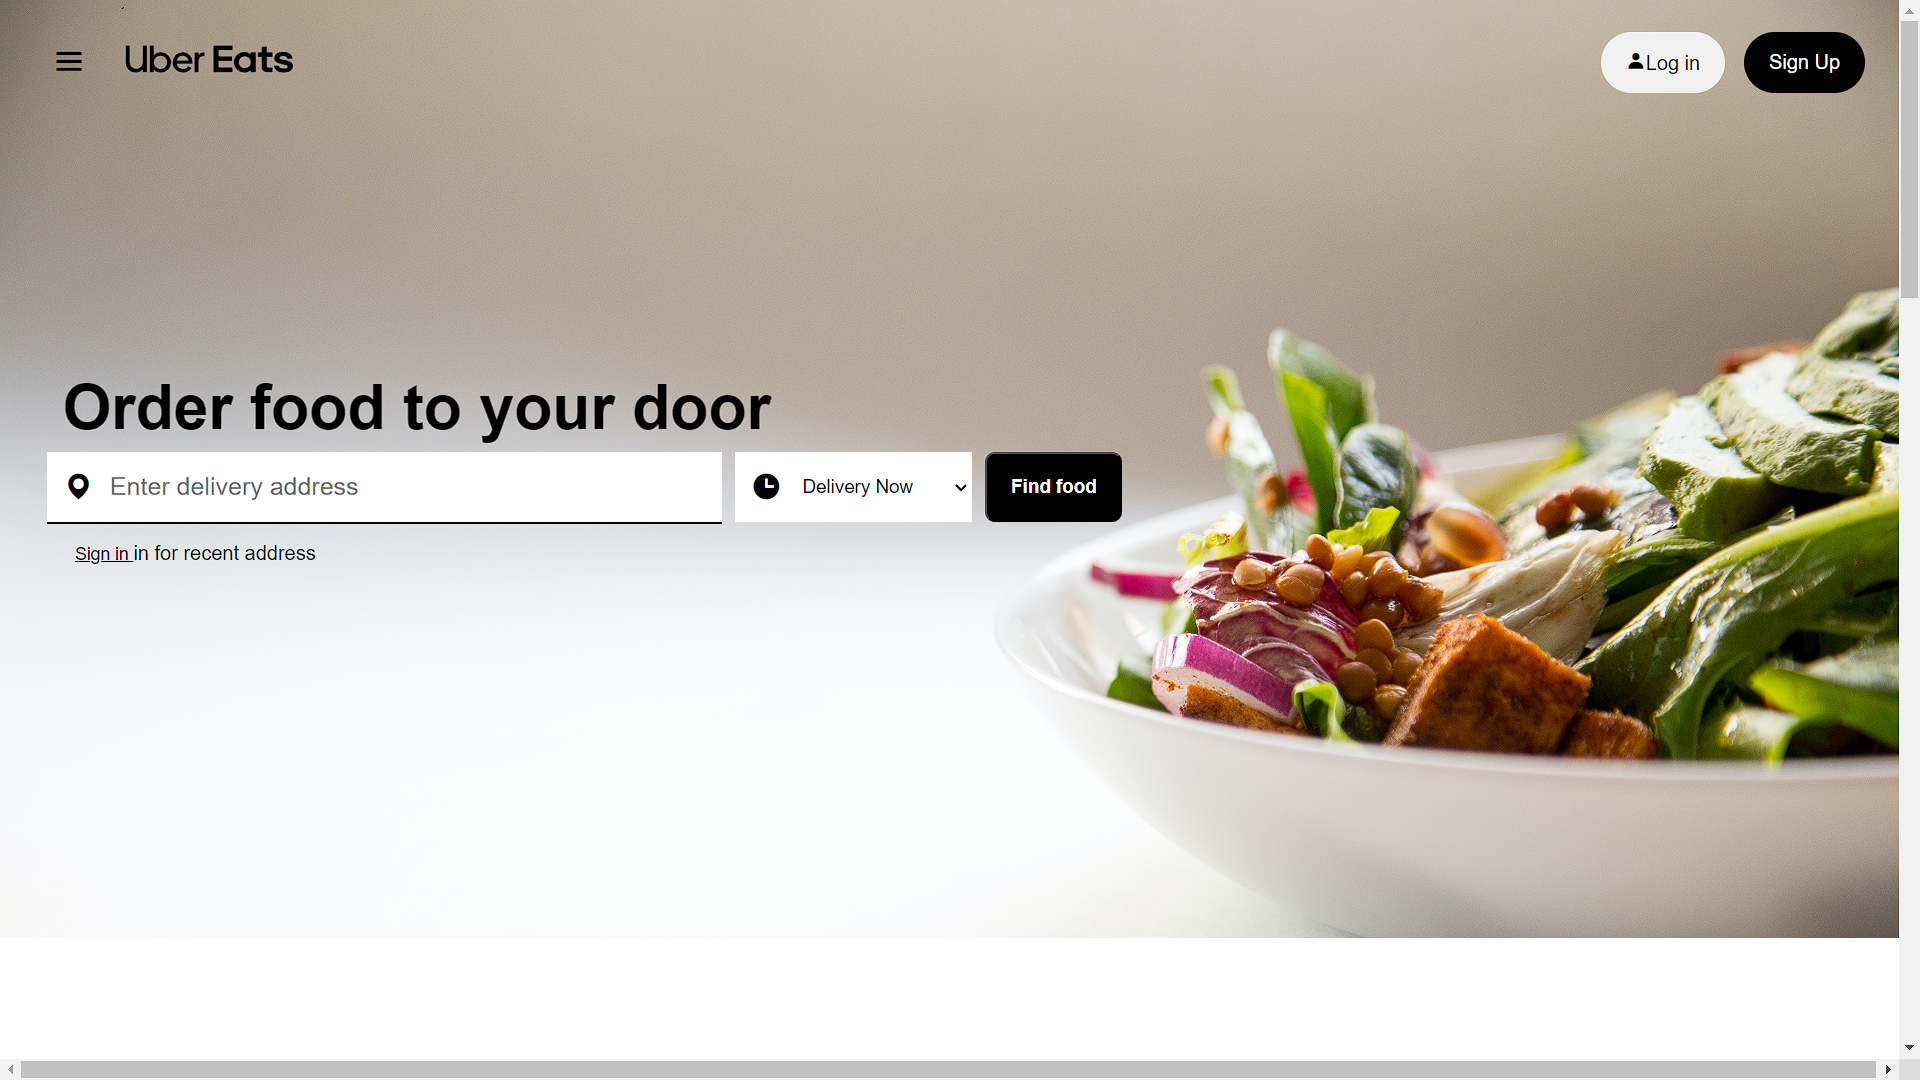 Uber Eats
Log in
Sign Up
Order food to your door
Enter delivery address
Delivery Now
Find food
Sign in in for recent address